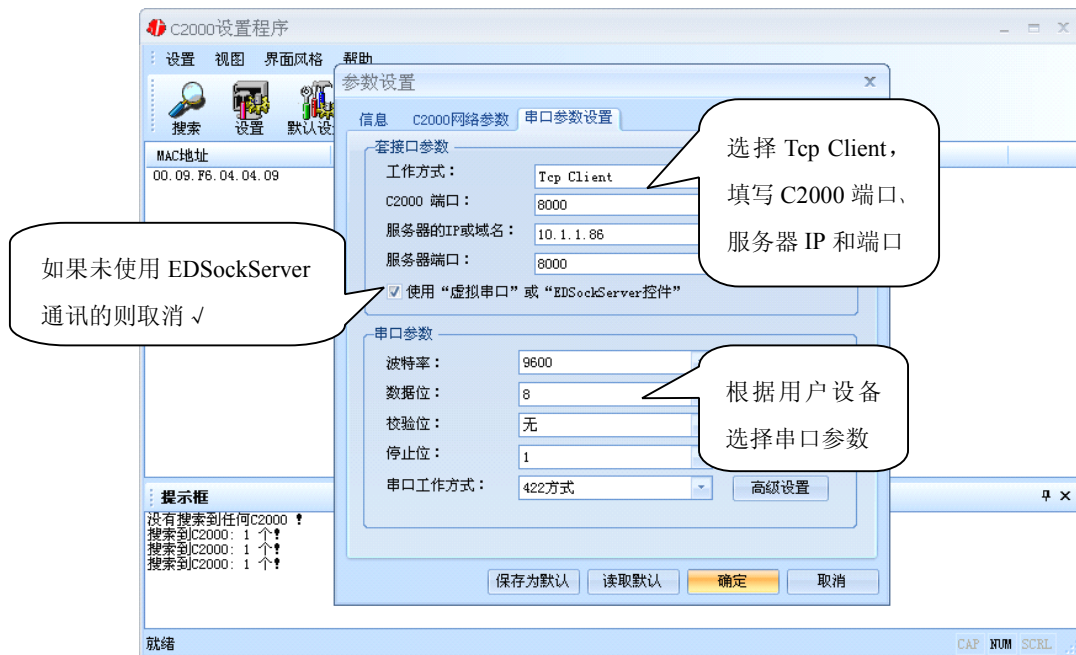 C2000设置程序
设置 视图 界面风格 帮助
搜索 设置 默认设
MAC地址
00.09.F6.04.04.09
参数设置
信息 C2000网络参数 串口参数设置
套接口参数
工作方式： Tcp Client
C2000 端口： 8000
服务器的IP或域名： 10.1.1.86
服务器端口： 8000
使用“虚拟串口”或“EDSockServer控件”
串口参数
波特率： 9600
数据位： 8
校验位： 无
停止位： 1
串口工作方式： 422方式 高级设置
保存为默认 读取默认 确定 取消
选择 Tcp Client，
填写 C2000 端口、
服务器 IP 和端口
如果未使用 EDSockServer
通讯的则取消 √
根据用户设备
选择串口参数
提示框
没有搜索到任何C2000 ！
搜索到C2000: 1 个!
搜索到C2000: 1 个!
搜索到C2000: 1 个!
就绪
CAP NUM SCRL